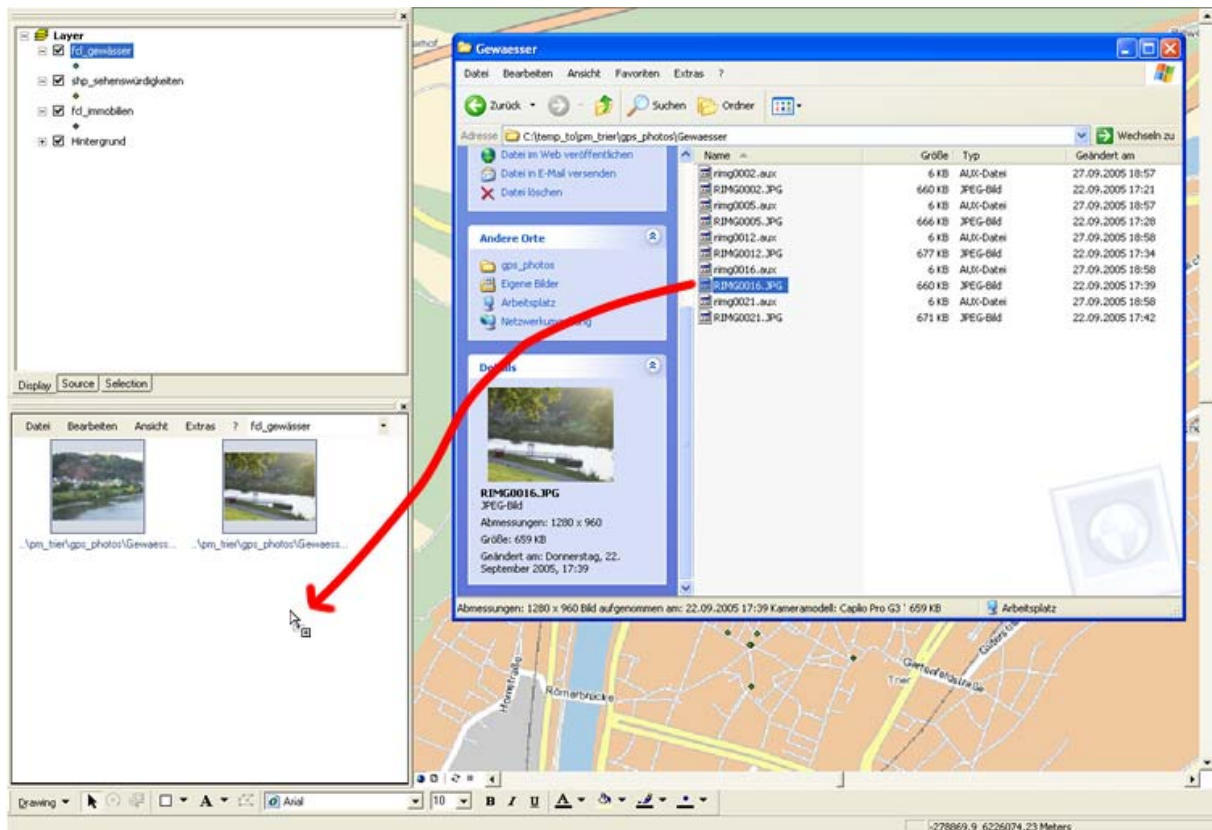 Layer
fcl_gewässer
shp_sehenswürdigkeiten
fcl_immobilien
Hintergrund
Display Source Selection
Datei Bearbeiten Ansicht Extras ? fcl_gewässer
..\pm_trier\gps_photos\Gewaess... ..\pm_trier\gps_photos\Gewaess...
Gewaesser
Datei Bearbeiten Ansicht Favoriten Extras ?
Zurück Suchen Ordner
Adresse C:\temp_to\pm_trier\gps_photos\Gewaesser Wechseln zu
Datei im Web veröffentlichen
Datei in E-Mail versenden
Datei löschen
Andere Orte
gps_photos
Eigene Bilder
Arbeitsplatz
Details
RIMG0016.JPG
JPEG-Bild
Abmessungen: 1280 x 960
Größe: 659 KB
Geändert am: Donnerstag, 22.
September 2005, 17:39
Name Größe Typ Geändert am
rimg0002.aux 6 KB AUX-Datei 27.09.2005 18:57
RIMG0002.JPG 660 KB JPEG-Bild 22.09.2005 17:21
rimg0005.aux 6 KB AUX-Datei 27.09.2005 18:57
RIMG0005.JPG 666 KB JPEG-Bild 22.09.2005 17:28
rimg0012.aux 6 KB AUX-Datei 27.09.2005 18:58
RIMG0012.JPG 677 KB JPEG-Bild 22.09.2005 17:34
rimg0016.aux 6 KB AUX-Datei 27.09.2005 18:58
RIMG0016.JPG 660 KB JPEG-Bild 22.09.2005 17:39
rimg0021.aux 6 KB AUX-Datei 27.09.2005 18:58
RIMG0021.JPG 671 KB JPEG-Bild 22.09.2005 17:42
Abmessungen: 1280 x 960 Bild aufgenommen am: 22.09.2005 17:39 Kameramodell: Caplio Pro G3 ' 659 KB Arbeitsplatz
Hornstraße
Römerbrücke
Trier
Gartenfeldstraße
Drawing A Arial 10 B I U A
-278869,9 6226074,23 Meters